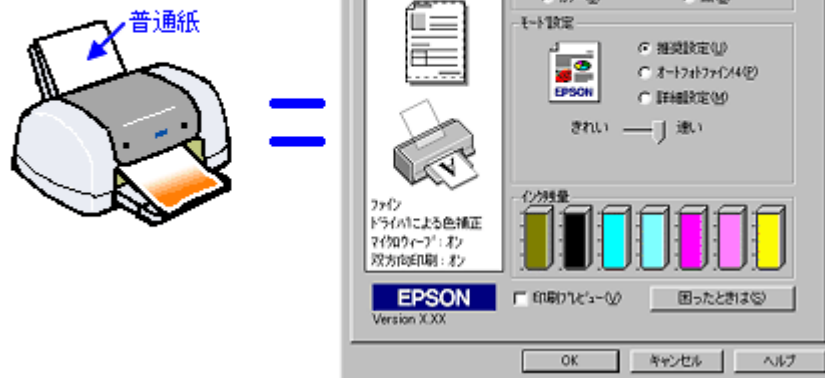 普通紙
モード設定
推奨設定(U)
オートフォトファイン!4(P)
詳細設定(M)
EPSON
きれい 速い
ファイン
ドライバによる色補正
マイクロウィーブ：オン
双方向印刷：オン
インク残量
EPSON
Version X.XX
印刷プレビュー(V)
困ったときは(S)
OK
キャンセル
ヘルプ